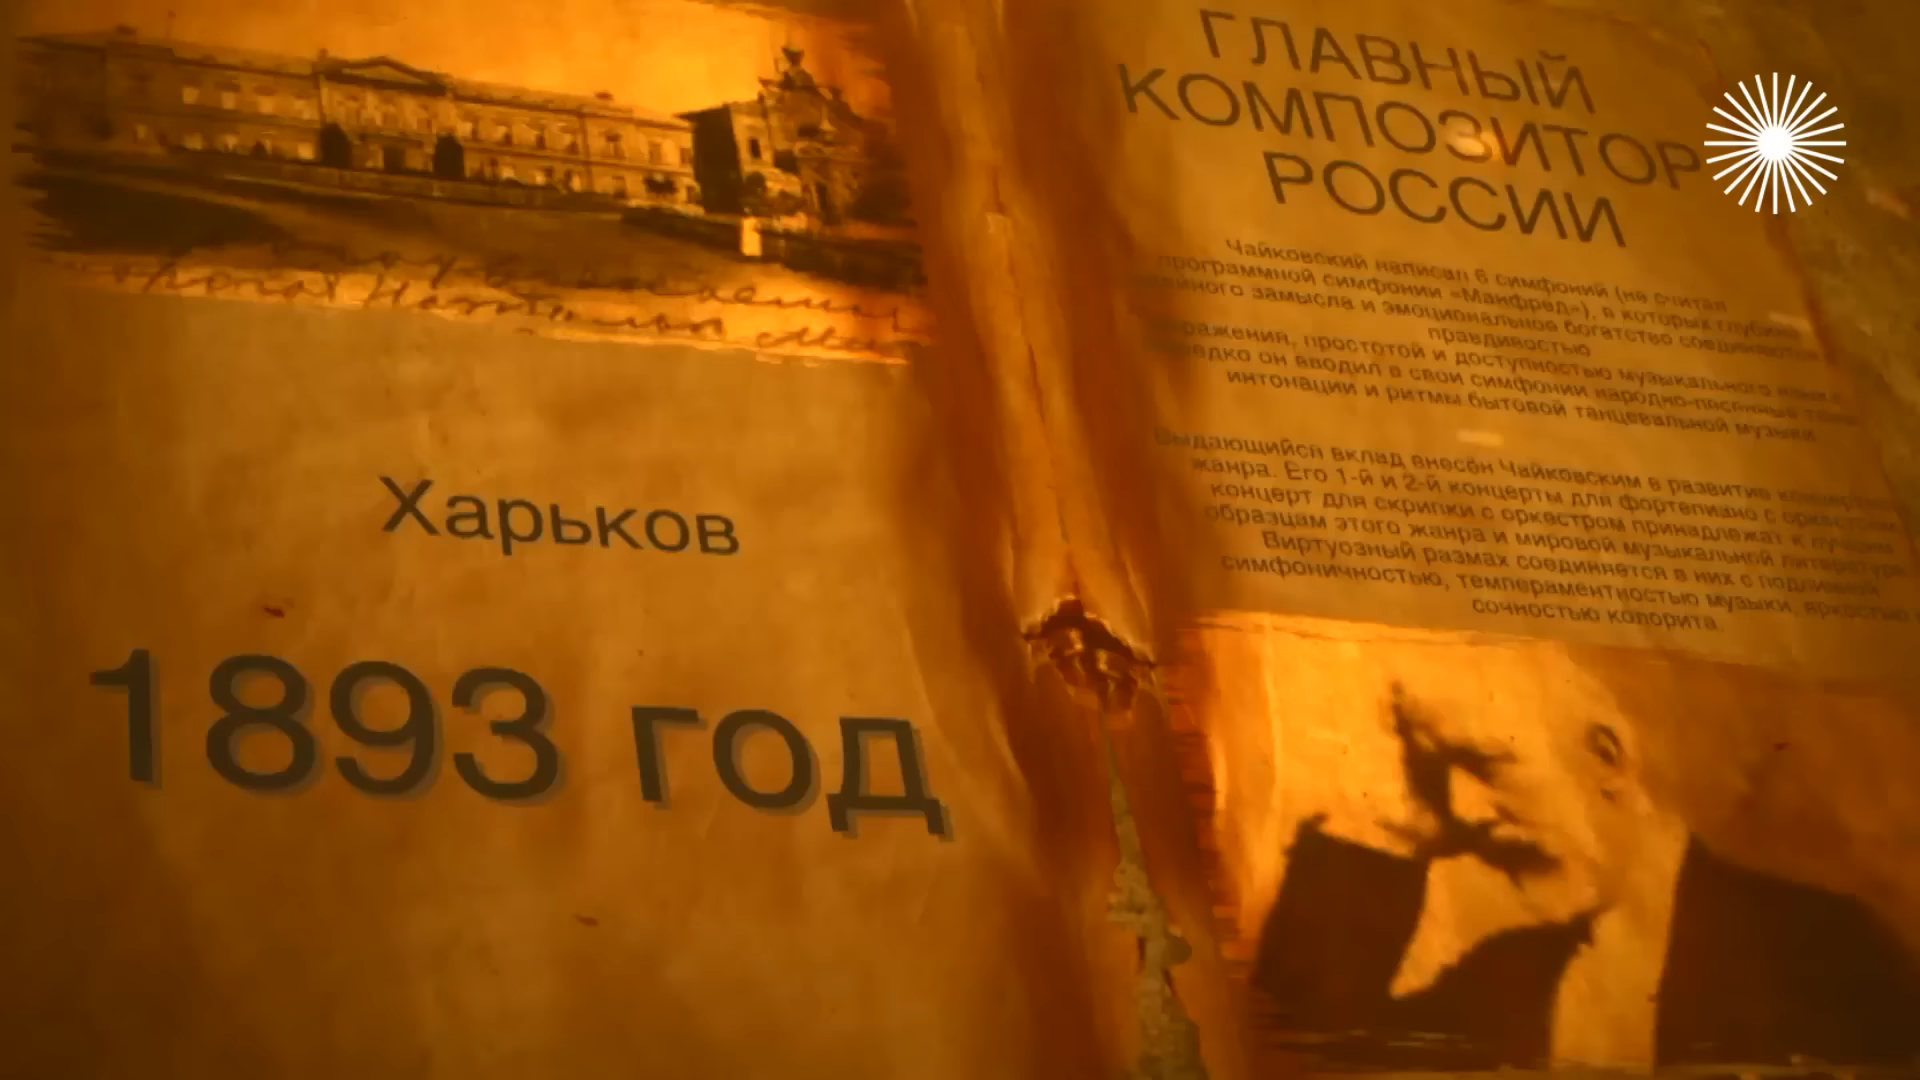 Харьков
1893 год
ГЛАВНЫЙ
КОМПОЗИТОР
РОССИИ
Чайковский написал 6 симфоний (не считая
программной симфонии «Манфред»), в которых глубина
замысла и эмоциональное богатство соединяются
правдивостью
простотой и доступностью музыкального языка
он вводил в свои симфонии народно-песенные темы
интонации и ритмы бытовой танцевальной музыки.
Выдающийся вклад внесён Чайковским в развитие концертного
жанра. Его 1-й и 2-й концерты для фортепиано с оркестром
концерт для скрипки с оркестром принадлежат к лучшим
образцам этого жанра и мировой музыкальной литературе
Виртуозный размах соединяется в них с подлинной
симфоничностью, темпераментностью музыки, яркостью
сочностью колорита.